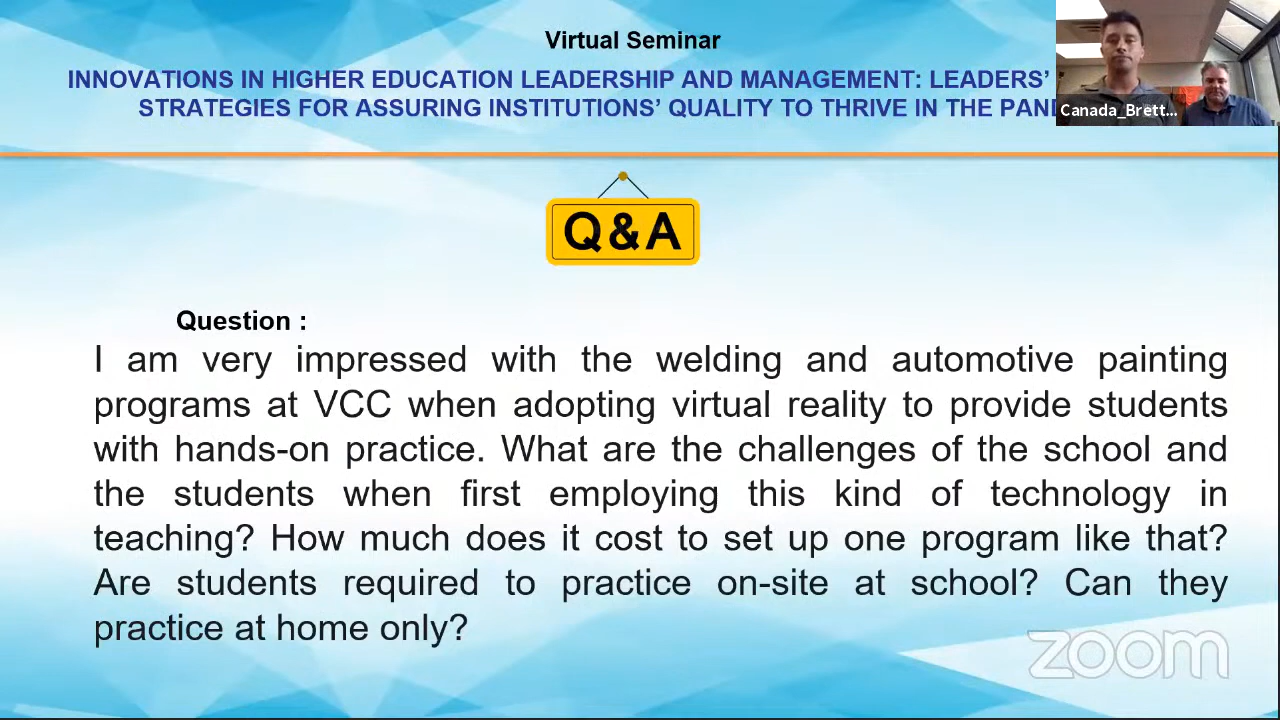 Virtual Seminar
INNOVATIONS IN HIGHER EDUCATION LEADERSHIP AND MANAGEMENT: LEADERS’
STRATEGIES FOR ASSURING INSTITUTIONS’ QUALITY TO THRIVE IN THE PAN
Canada_Brett...
Q&A
Question :
I am very impressed with the welding and automotive painting
programs at VCC when adopting virtual reality to provide students
with hands-on practice. What are the challenges of the school and
the students when first employing this kind of technology in
teaching? How much does it cost to set up one program like that?
Are students required to practice on-site at school? Can they
practice at home only?
zoom